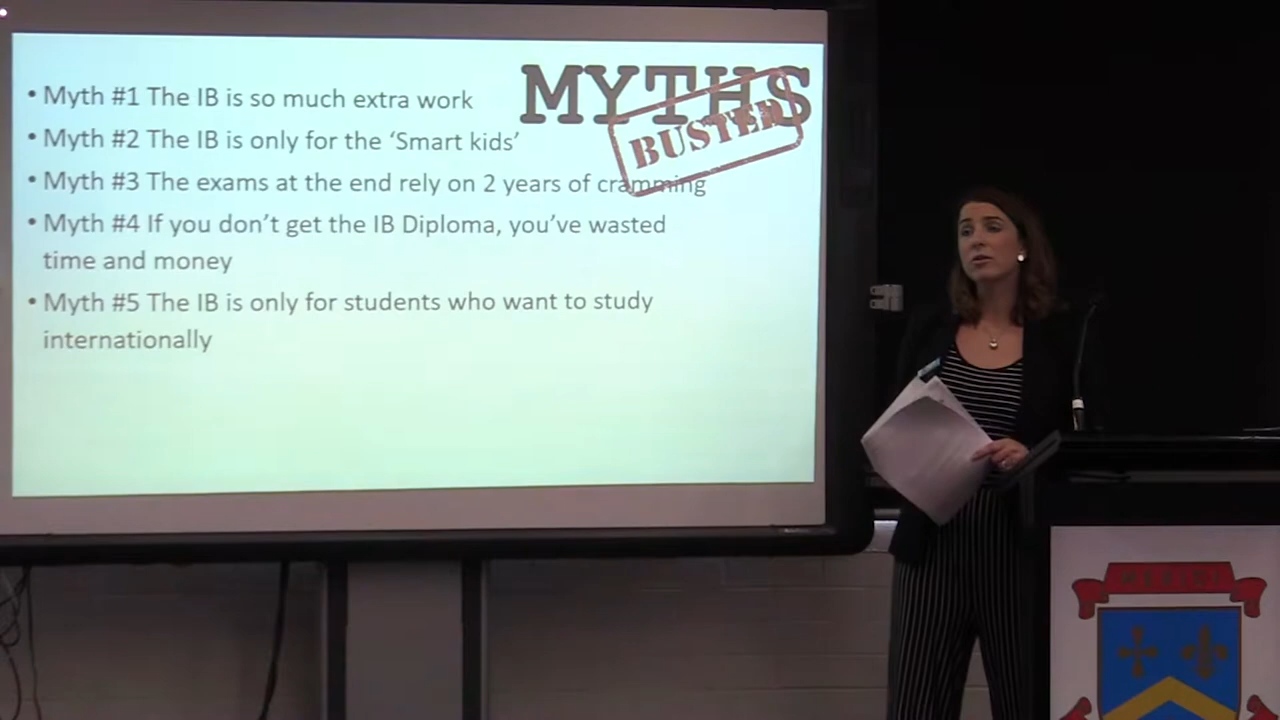 MYTHS
BUSTED
• Myth #1 The IB is so much extra work
• Myth #2 The IB is only for the ‘Smart kids’
• Myth #3 The exams at the end rely on 2 years of cramming
• Myth #4 If you don’t get the IB Diploma, you’ve wasted
time and money
• Myth #5 The IB is only for students who want to study
internationally